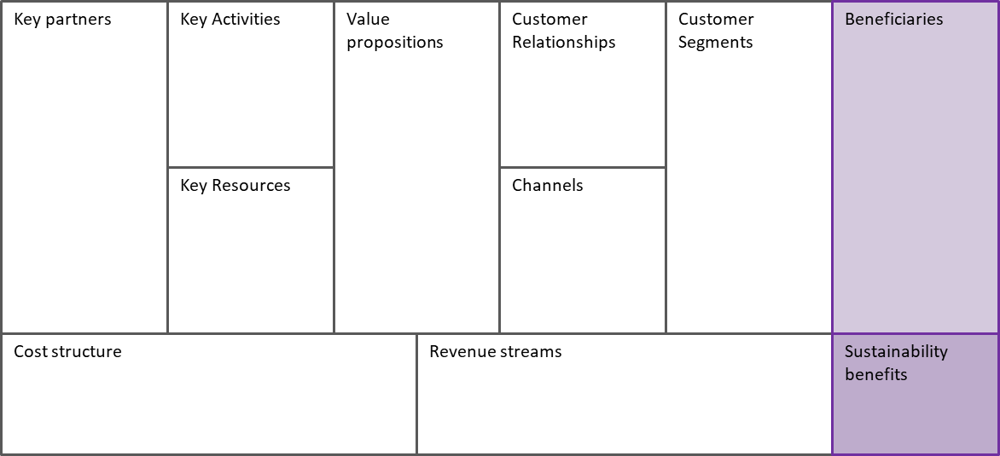 Key partners
Key Activities
Value
propositions
Customer
Relationships
Customer
Segments
Beneficiaries
Key Resources
Channels
Cost structure
Revenue streams
Sustainability
benefits